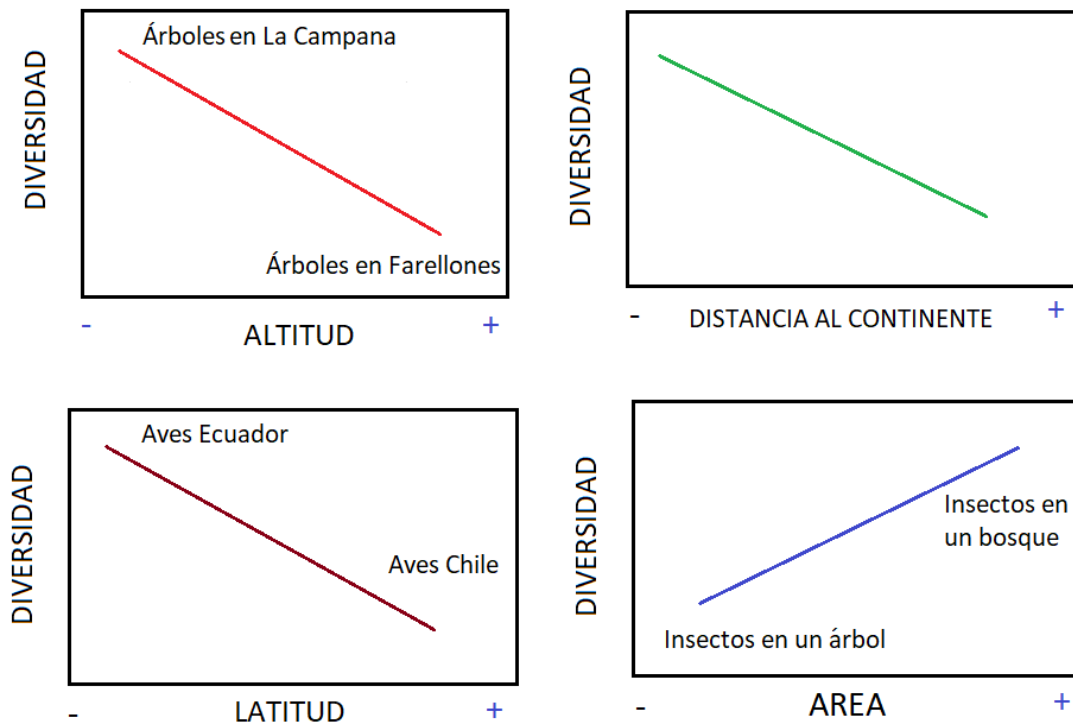 DIVERSIDAD
Árboles en La Campana
Árboles en Farellones
-
+
ALTITUD
DIVERSIDAD
-
+
DISTANCIA AL CONTINENTE
DIVERSIDAD
Aves Ecuador
Aves Chile
-
+
LATITUD
DIVERSIDAD
Insectos en
un bosque
Insectos en un árbol
-
+
AREA